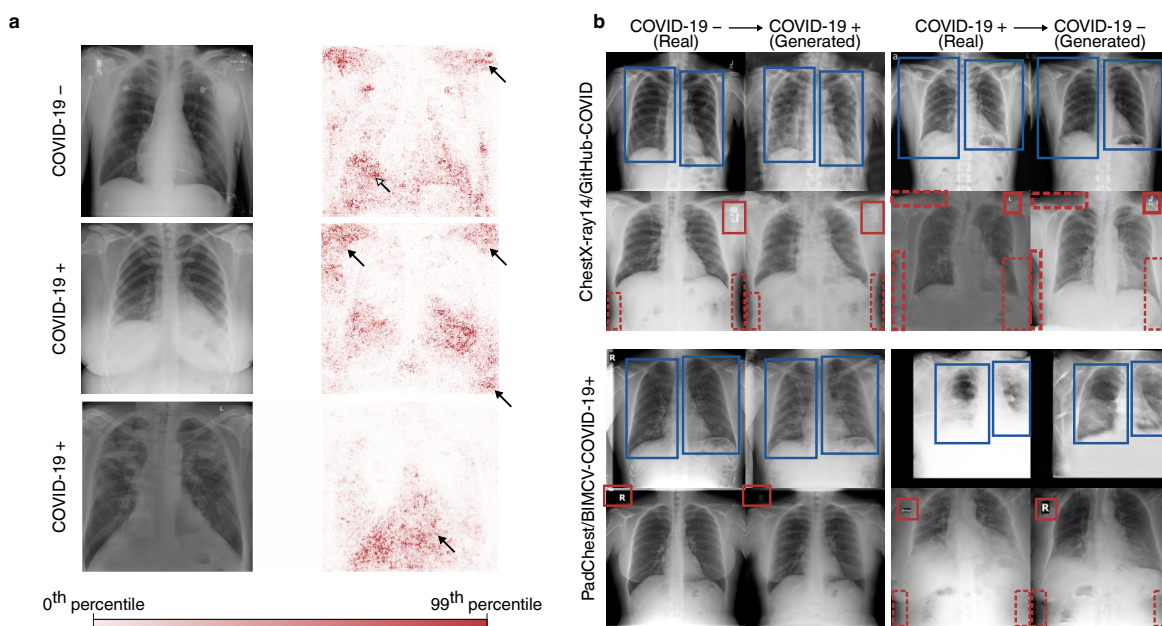 a
COVID-19 –
COVID-19 +
COVID-19 +
L
0th percentile
99th percentile
b
COVID-19 – → COVID-19 +
(Real) (Generated)
COVID-19 + → COVID-19 –
(Real) (Generated)
ChestX-ray14/GitHub-COVID
a
L
PadChest/BIMCV-COVID-19+
R
R
R